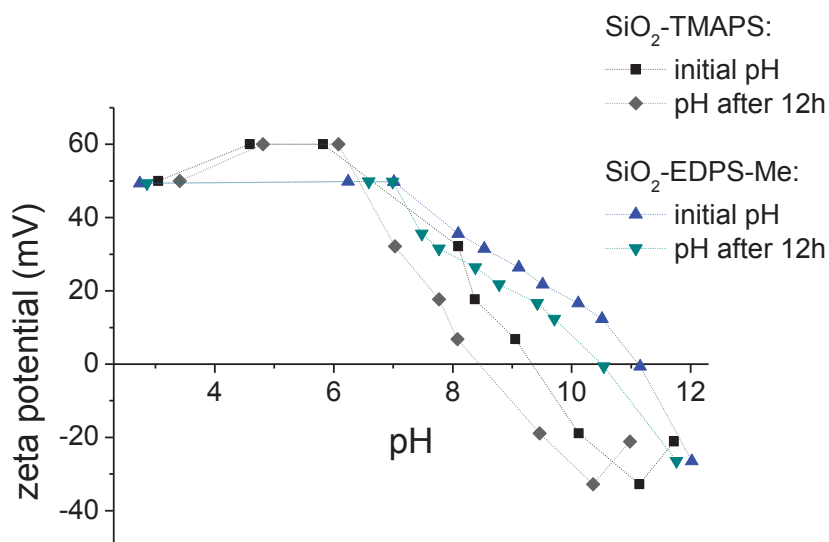 SiO₂-TMAPS:
initial pH
pH after 12h
SiO₂-EDPS-Me:
initial pH
pH after 12h
60
40
20
0
-20
-40
4
6
8
10
12
pH
zeta potential (mV)